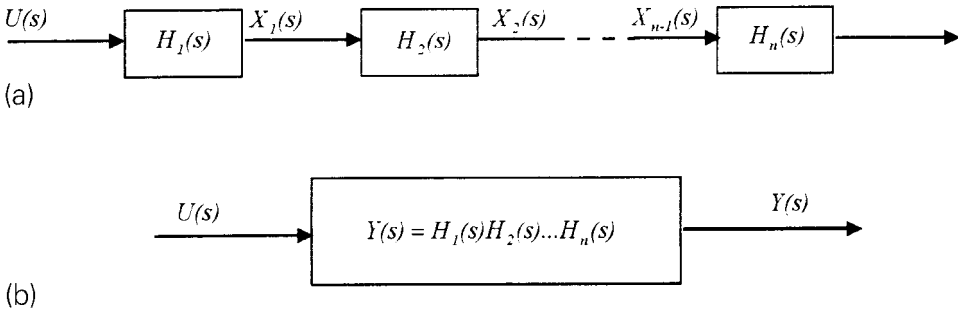 U(s) H₁(s) X₁(s) H₂(s) X₂(s) Xₙ₋₁(s) Hₙ(s)
(a)
U(s) Y(s) = H₁(s)H₂(s)...Hₙ(s) Y(s)
(b)